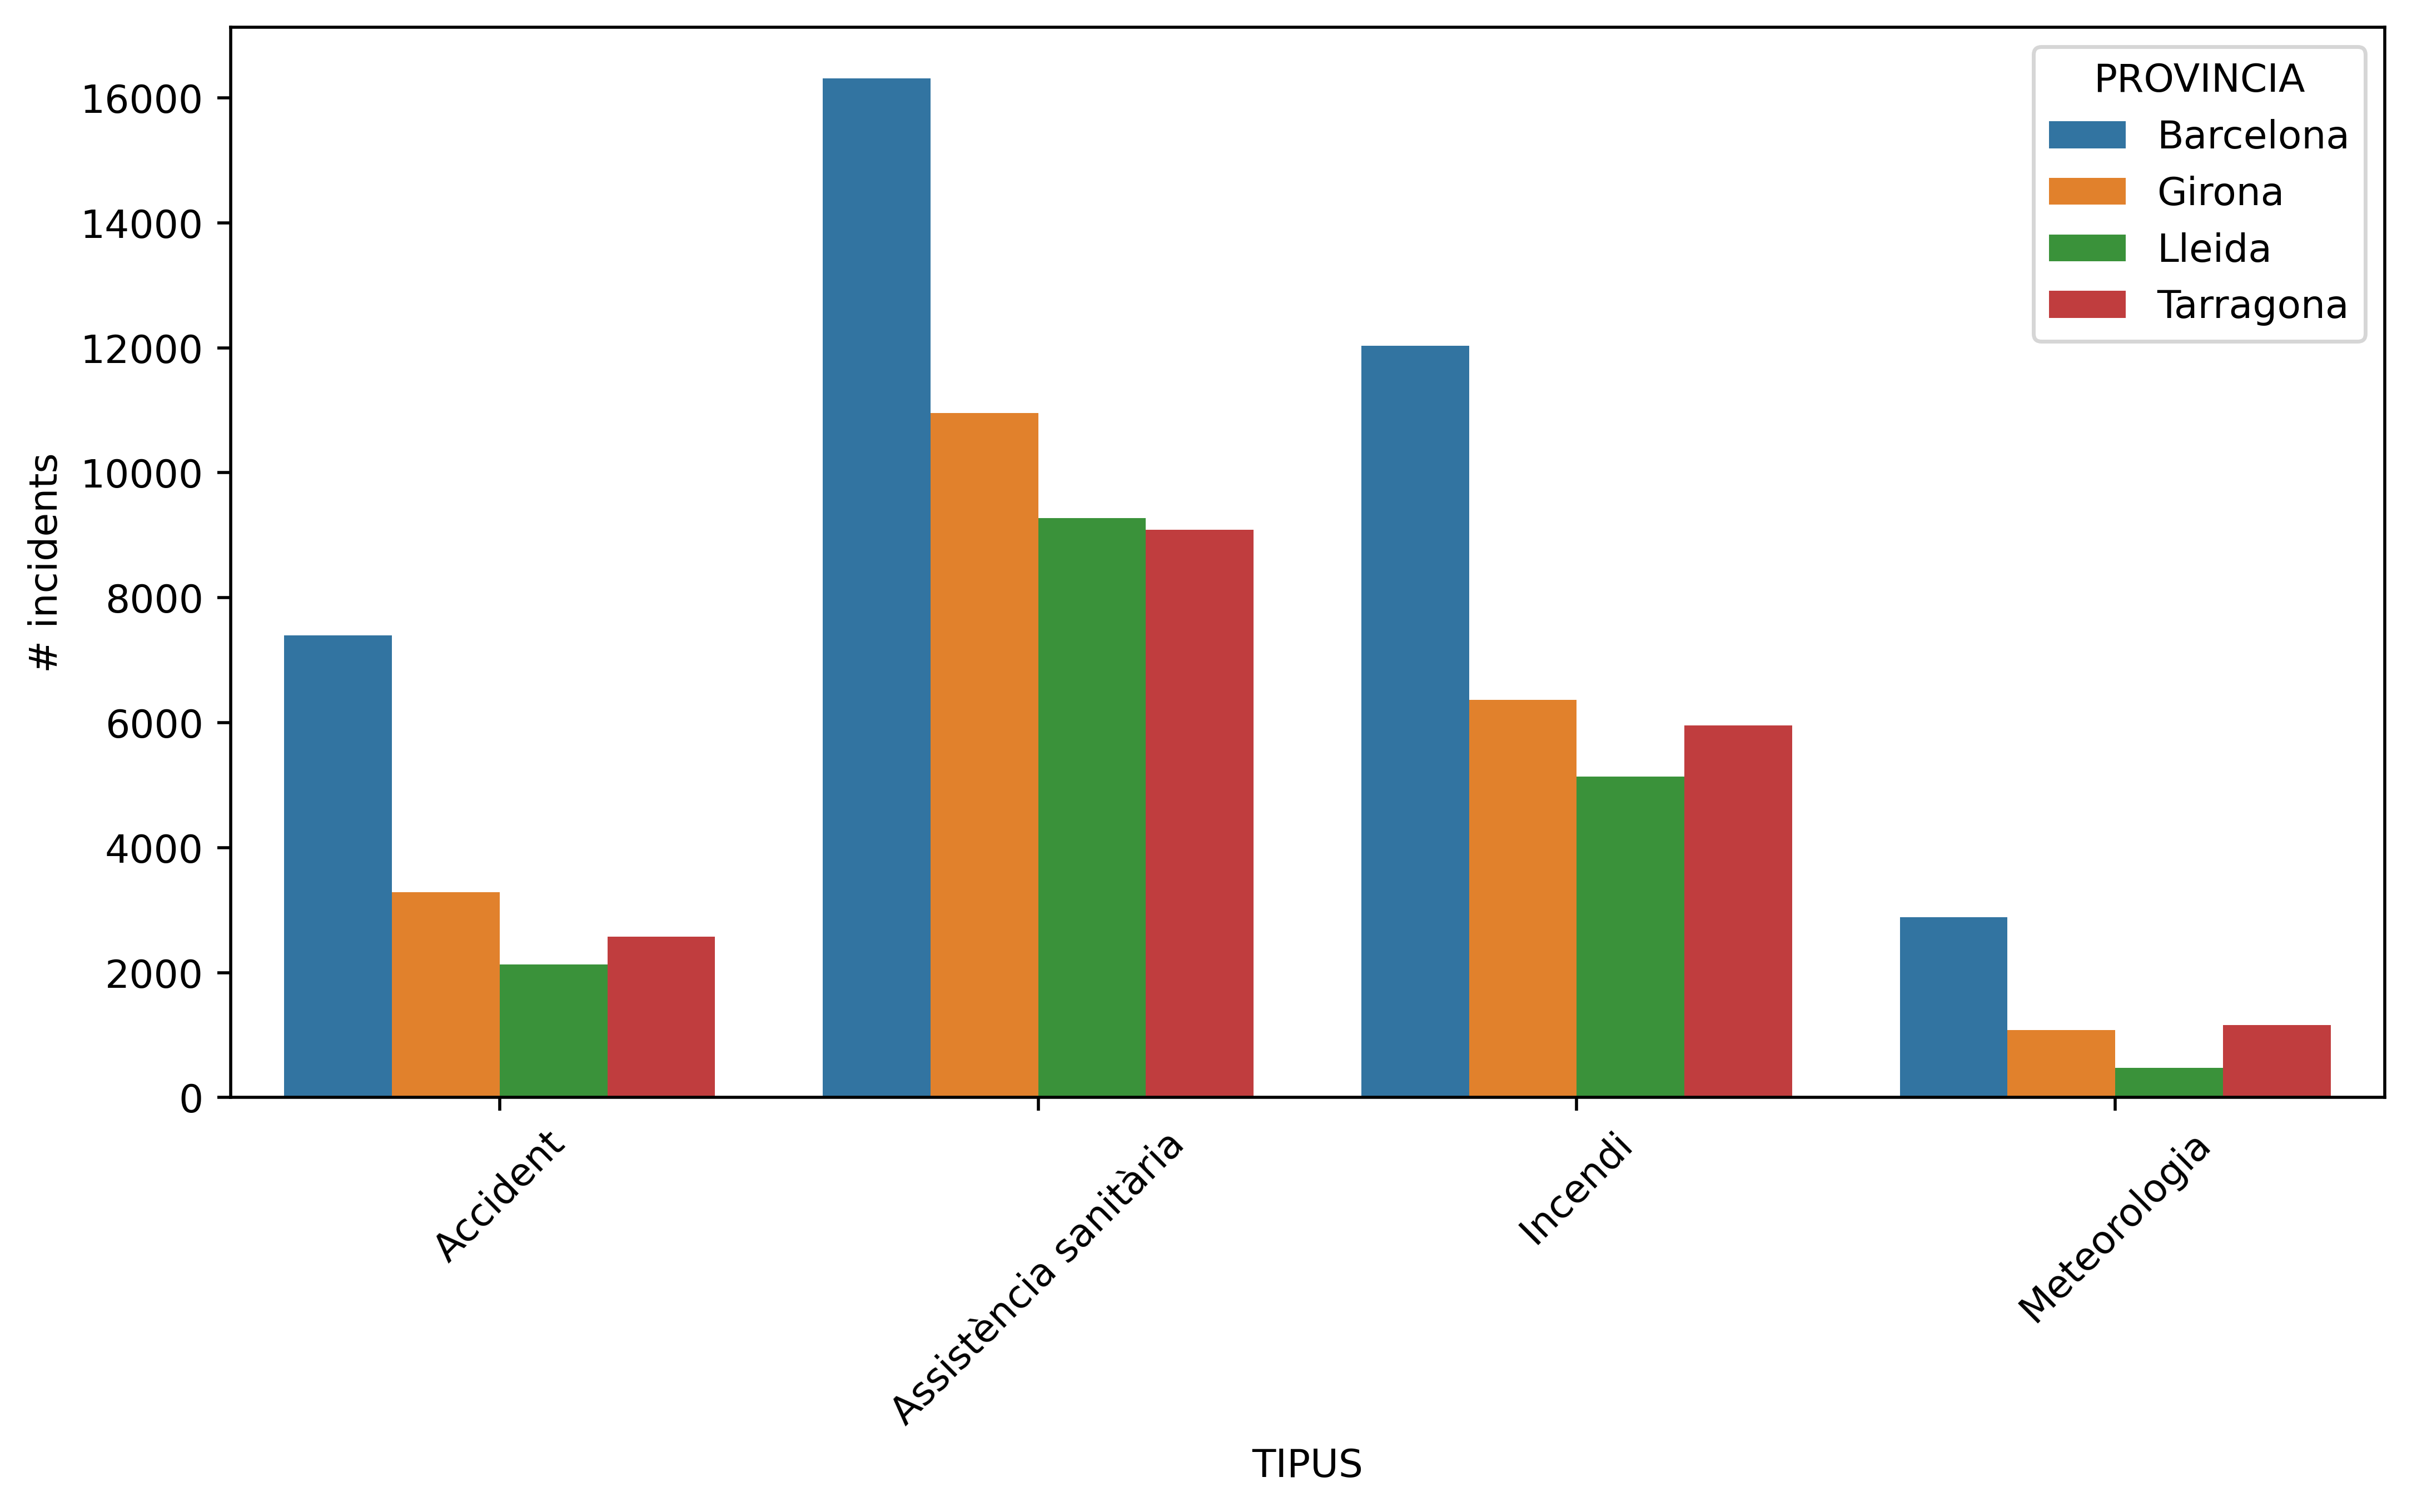 16000
14000
12000
10000
8000
6000
4000
2000
0
# incidents
PROVINCIA
Barcelona
Girona
Lleida
Tarragona
Accident
Assistència sanitària
Incendi
Meteorologia
TIPUS